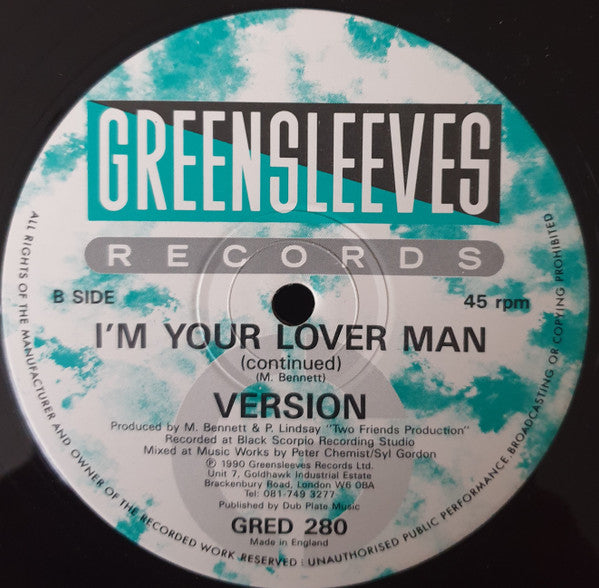 GREENSLEEVES
RECORDS
B SIDE
45 rpm
I'M YOUR LOVER MAN
(continued)
(M. Bennett)
VERSION
Produced by M. Bennett & P. Lindsay "Two Friends Production"
Recorded at Black Scorpio Recording Studio
Mixed at Music Works by Peter Chemist/Syl Gordon
℗ 1990 Greensleeves Records Ltd.
Unit 7, Goldhawk Industrial Estate
Brackenbury Boad, London W6 0BA
Tel: 081-749 3277
Published by Dub Plate Music
GRED 280
Made in England
ALL RIGHTS OF THE MANUFACTURER AND OWNER OF THE RECORDED WORK RESERVED : UNAUTHORISED PUBLIC PERFORMANCE BROADCASTING OR COPYING PROHIBITED